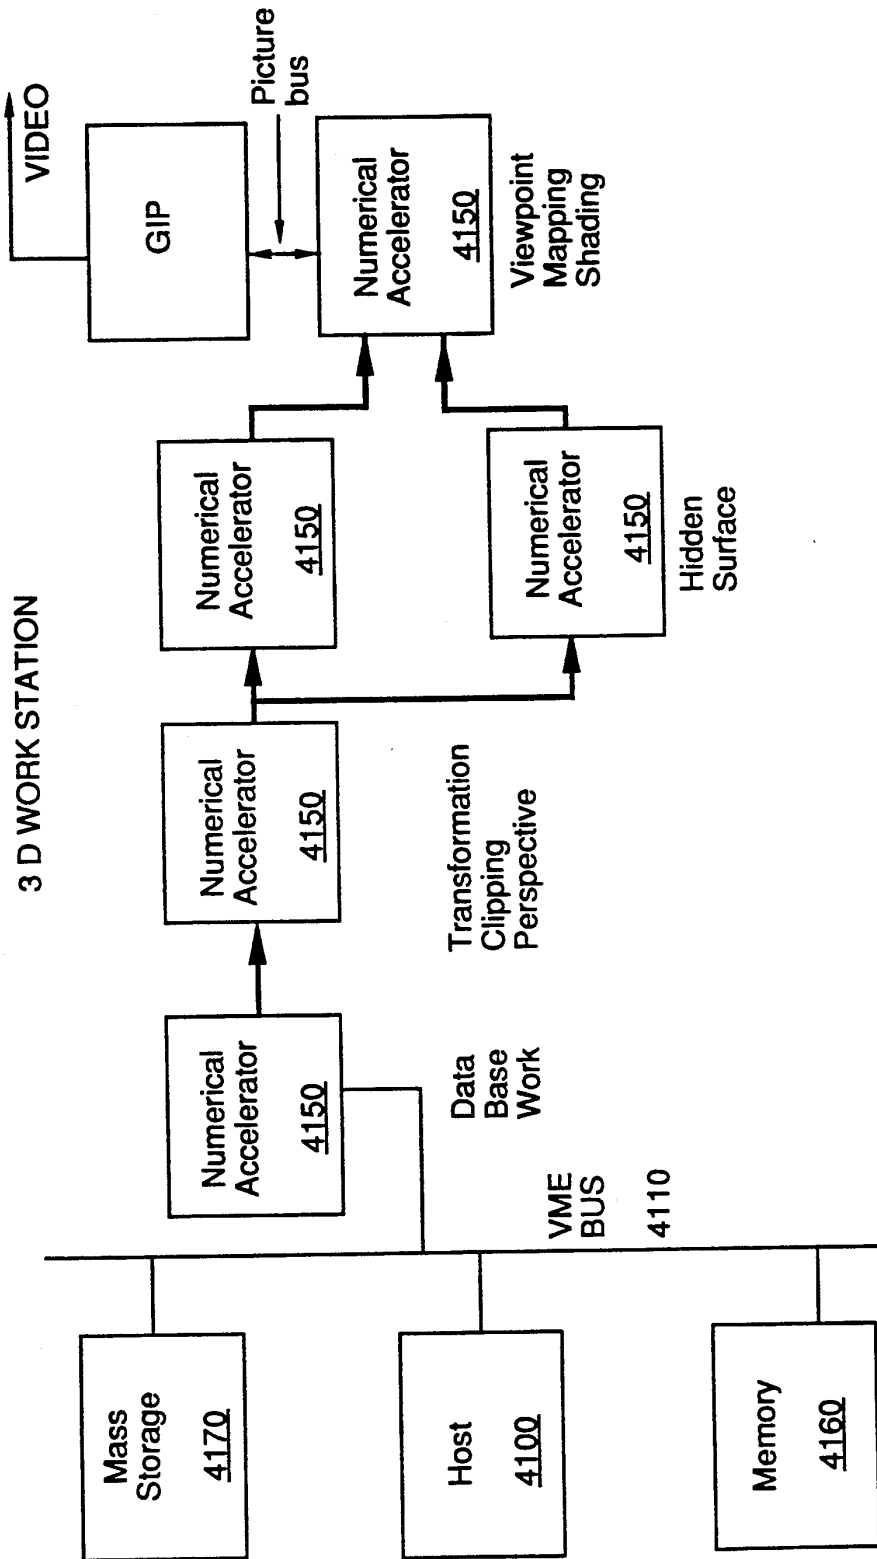 3 D WORK STATION
Mass
Storage
4170
Host
4100
Memory
4160
VME
BUS
4110
Numerical
Accelerator
4150
Data
Base
Work
Numerical
Accelerator
4150
Transformation
Clipping
Perspective
Numerical
Accelerator
4150
Numerical
Accelerator
4150
Hidden
Surface
VIDEO
GIP
Picture
bus
Numerical
Accelerator
4150
Viewpoint
Mapping
Shading